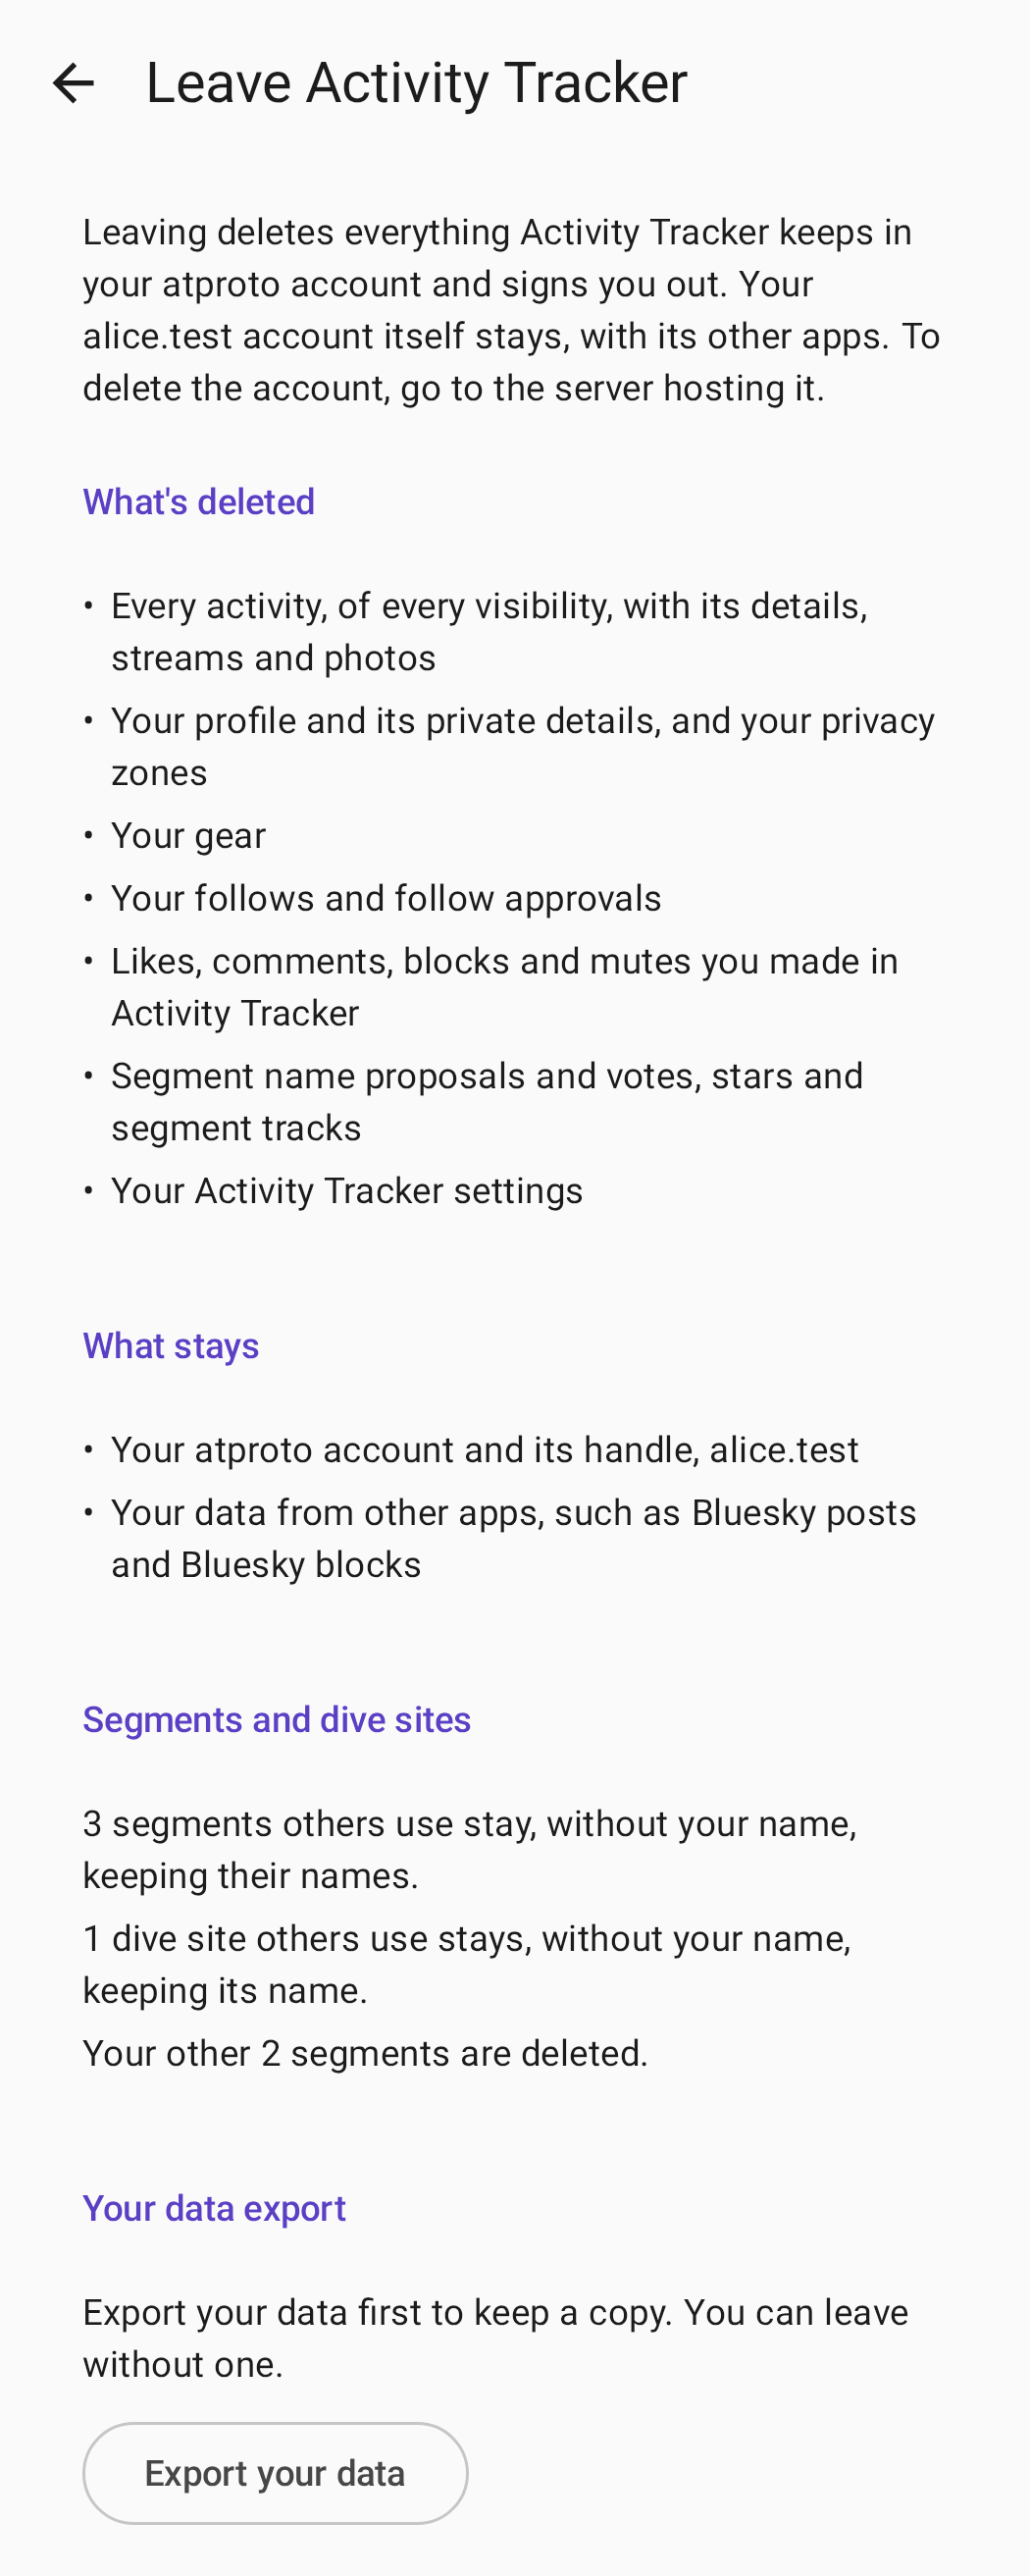 Leave Activity Tracker
Leaving deletes everything Activity Tracker keeps in
your atproto account and signs you out. Your
alice.test account itself stays, with its other apps. To
delete the account, go to the server hosting it.
What's deleted
• Every activity, of every visibility, with its details,
streams and photos
• Your profile and its private details, and your privacy
zones
• Your gear
• Your follows and follow approvals
• Likes, comments, blocks and mutes you made in
Activity Tracker
• Segment name proposals and votes, stars and
segment tracks
• Your Activity Tracker settings
What stays
• Your atproto account and its handle, alice.test
• Your data from other apps, such as Bluesky posts
and Bluesky blocks
Segments and dive sites
3 segments others use stay, without your name,
keeping their names.
1 dive site others use stays, without your name,
keeping its name.
Your other 2 segments are deleted.
Your data export
Export your data first to keep a copy. You can leave
without one.
Export your data